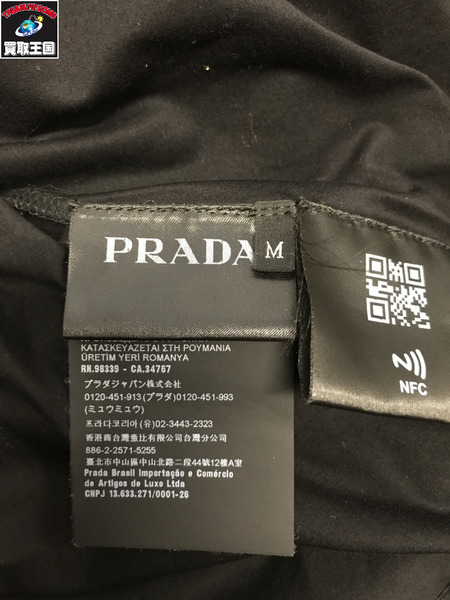 買取王国
PRADA
M
NFC
ΚΑΤΑΣΚΕΥΑΖΕΤΑΙ ΣΤΗ ΡΟΥΜΑΝΙΑ
ÜRETİM YERİ ROMANYA
RN.98339 - CA.34767
プラダジャパン株式会社
0120-451-913 (プラダ) 0120-451-993
(ミュウミュウ)
프라다코리아 (유) 02-3443-2323
香港商台灣壹比有限公司台灣分公司
886-2-2571-5255
臺北市中山區中山北路二段44號12樓A室
Prada Brasil Importação e Comércio
de Artigos de Luxo Ltda
CNPJ 13.633.271/0001-26